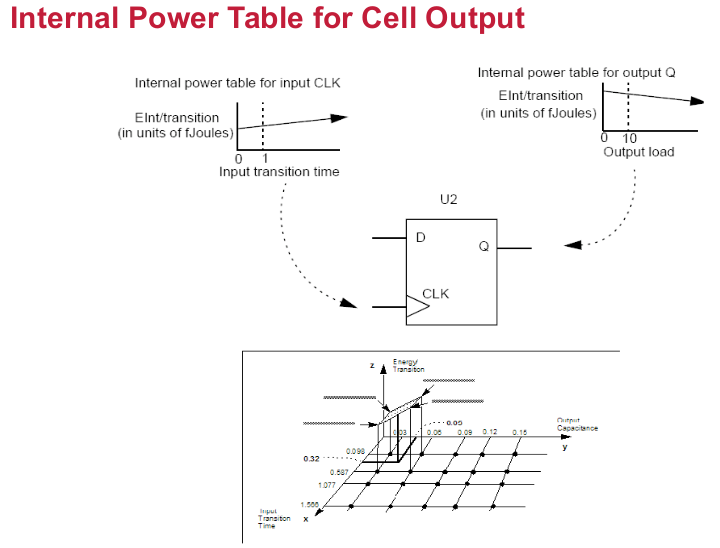 Internal Power Table for Cell Output
Internal power table for input CLK
EInt/transition
(in units of fJoules)
0 1
Input transition time
Internal power table for output Q
EInt/transition
(in units of fJoules)
0 10
Output load
U2
D
Q
CLK
z
Energy/
Transition
0.05
0.03 0.06 0.09 0.12 0.15
Output
Capacitance
y
0.098
0.32
0.587
1.077
1.566
Input
Transition
Time
x